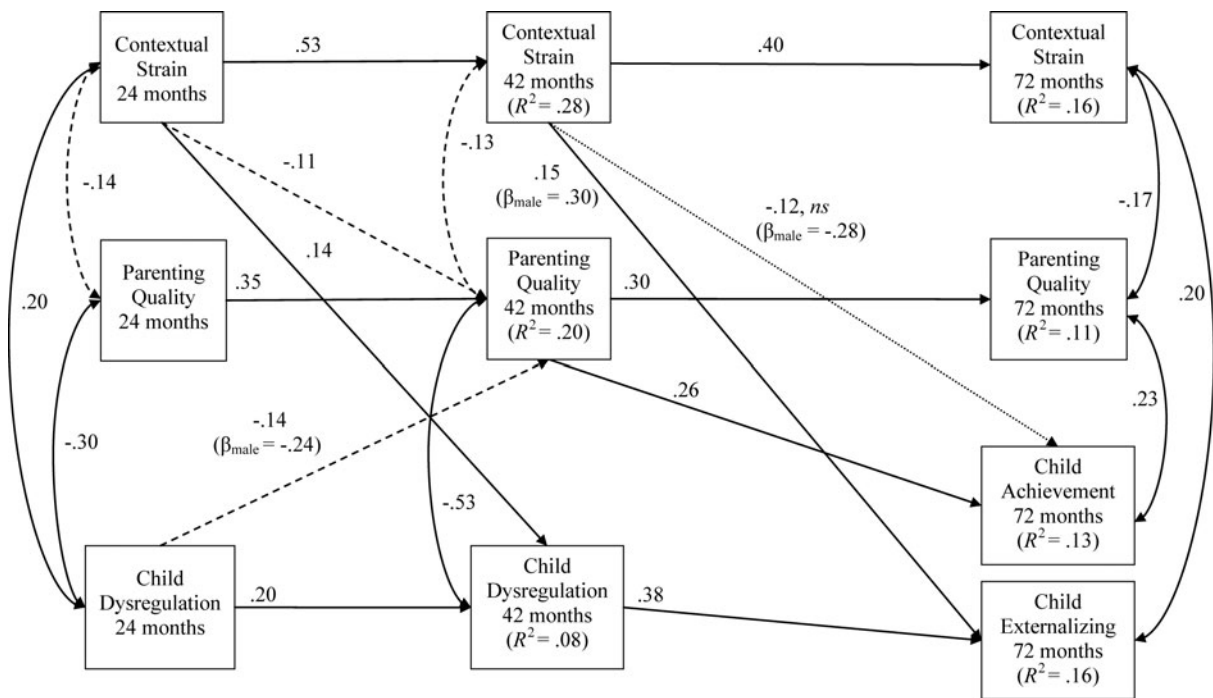 Contextual
Strain
24 months
.53
Contextual
Strain
42 months
(R² = .28)
.40
Contextual
Strain
72 months
(R² = .16)
-.14
-.11
-.13
.15
(βmale = .30)
-.12, ns
(βmale = -.28)
-.17
.20
.14
.20
Parenting
Quality
24 months
.35
Parenting
Quality
42 months
(R² = .20)
.30
Parenting
Quality
72 months
(R² = .11)
-.30
-.14
(βmale = -.24)
.26
.23
-.53
Child
Achievement
72 months
(R² = .13)
Child
Dysregulation
24 months
.20
Child
Dysregulation
42 months
(R² = .08)
.38
Child
Externalizing
72 months
(R² = .16)